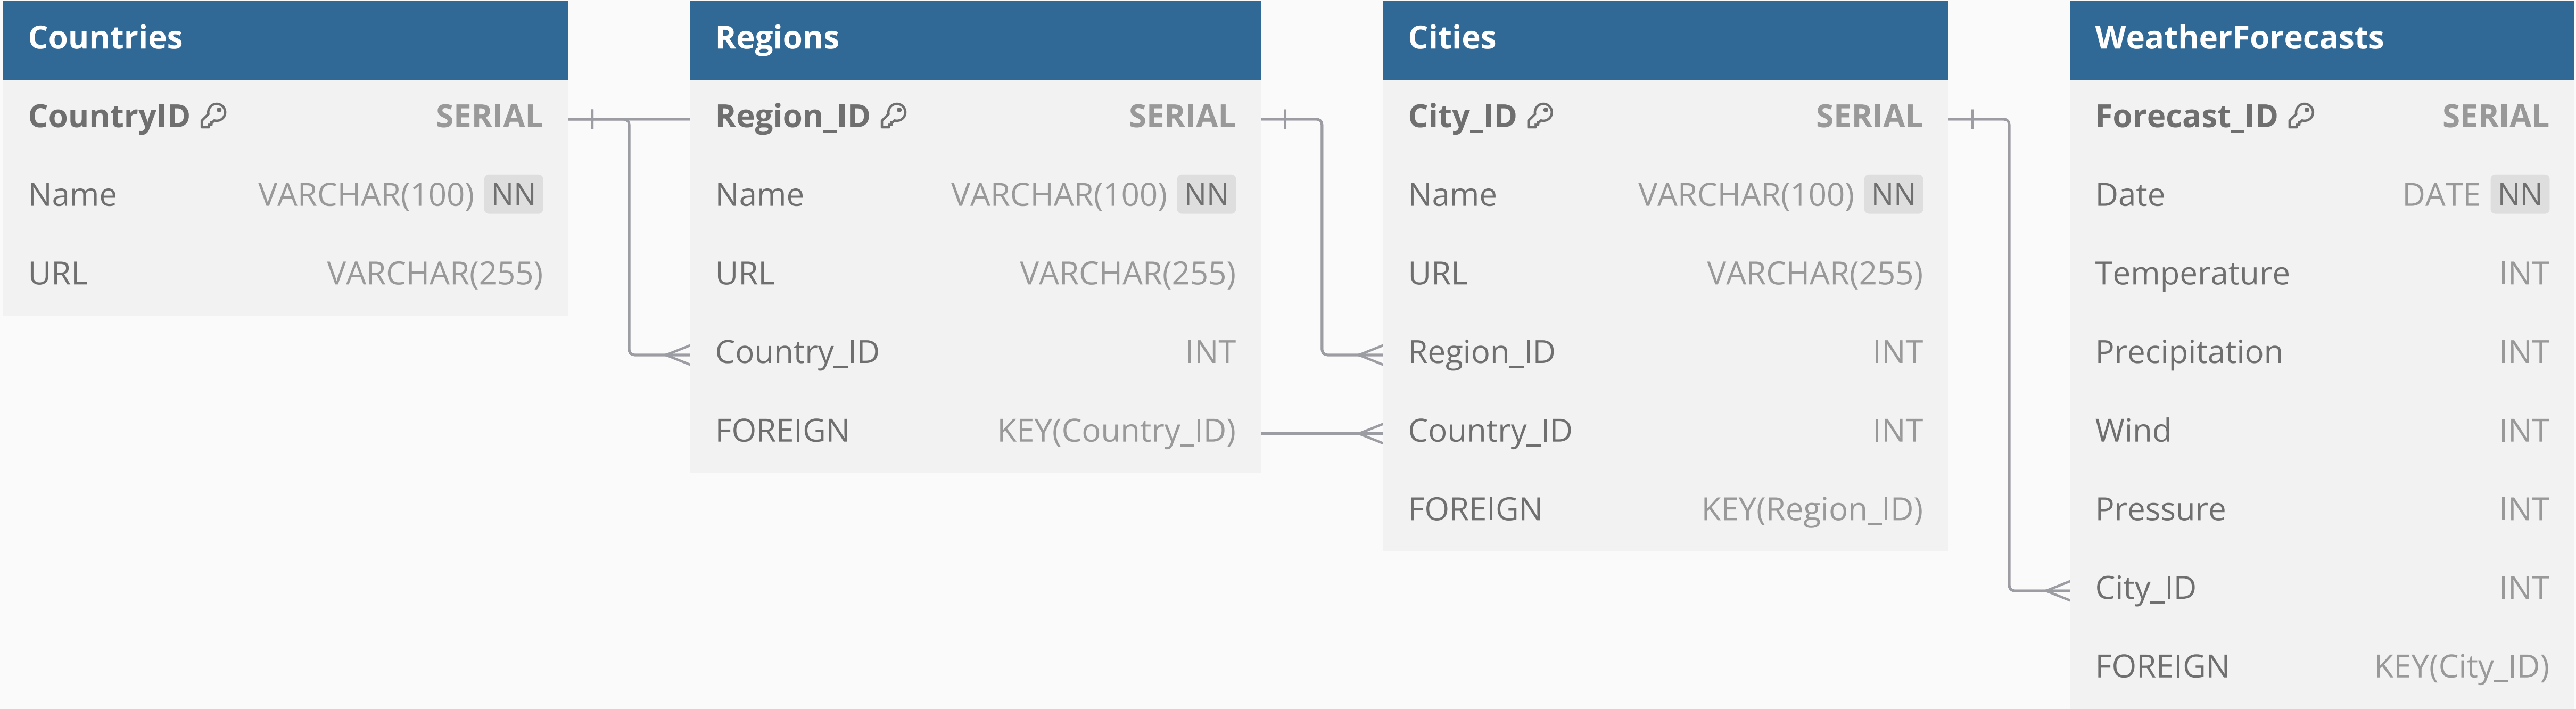 Countries
CountryID SERIAL
Name VARCHAR(100) NN
URL VARCHAR(255)
Regions
Region_ID SERIAL
Name VARCHAR(100) NN
URL VARCHAR(255)
Country_ID INT
FOREIGN KEY(Country_ID)
Cities
City_ID SERIAL
Name VARCHAR(100) NN
URL VARCHAR(255)
Region_ID INT
Country_ID INT
FOREIGN KEY(Region_ID)
WeatherForecasts
Forecast_ID SERIAL
Date DATE NN
Temperature INT
Precipitation INT
Wind INT
Pressure INT
City_ID INT
FOREIGN KEY(City_ID)